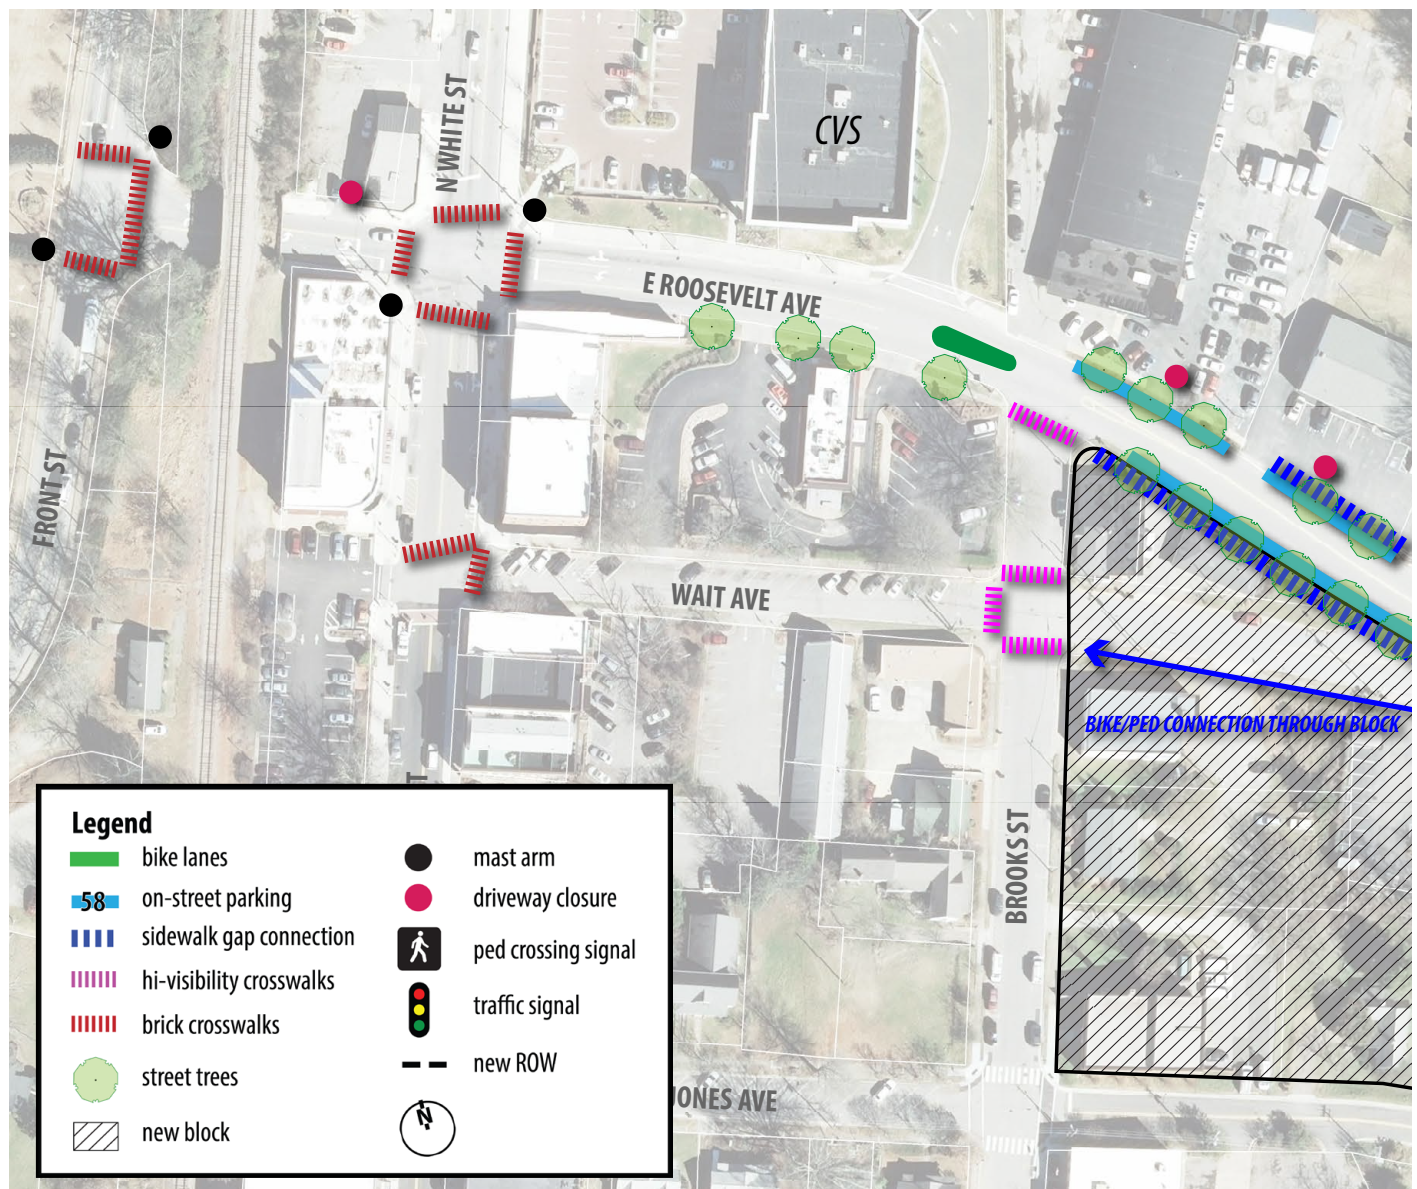 N WHITE ST
CVS
E ROOSEVELT AVE
FRONT ST
WAIT AVE
BIKE/PED CONNECTION THROUGH BLOCK
BROOKS ST
T
JONES AVE
Legend
bike lanes
58
on-street parking
sidewalk gap connection
hi-visibility crosswalks
brick crosswalks
street trees
new block
mast arm
driveway closure
ped crossing signal
traffic signal
new ROW
N